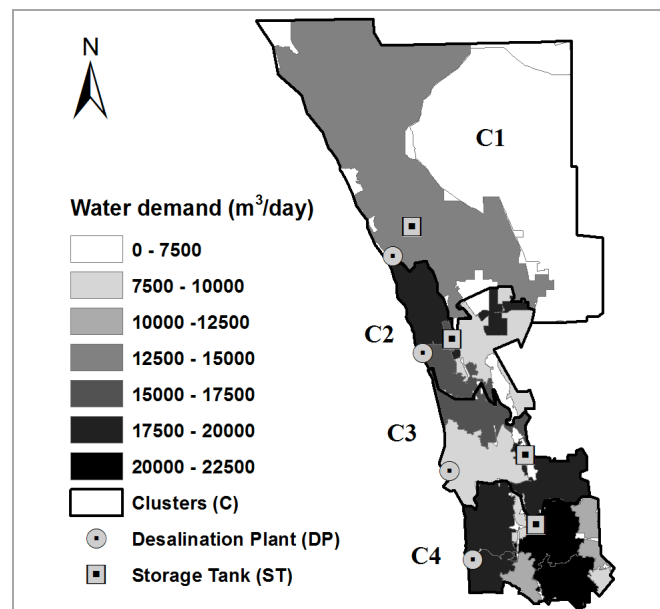 N
C1
Water demand (m³/day)
0 - 7500
7500 - 10000
10000 -12500
12500 - 15000
15000 - 17500
17500 - 20000
20000 - 22500
Clusters (C)
Desalination Plant (DP)
Storage Tank (ST)
C2
C3
C4